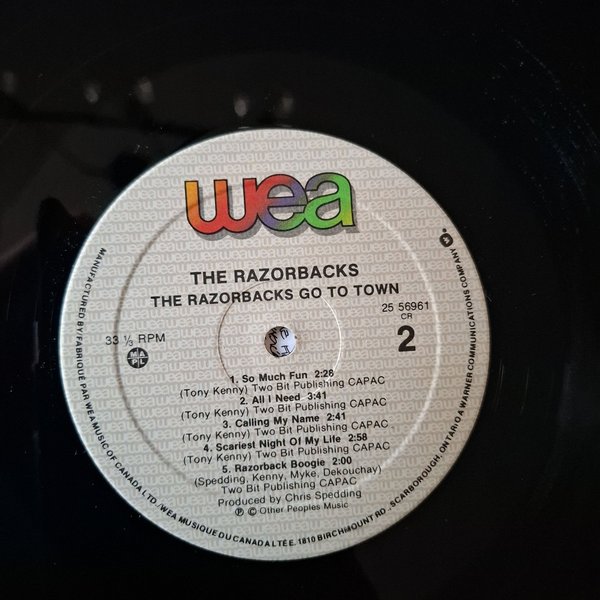 wea
THE RAZORBACKS
THE RAZORBACKS GO TO TOWN
33 ⅓ RPM
25 56961
CR
2
MAPL
1. So Much Fun 2:28
(Tony Kenny) Two Bit Publishing CAPAC
2. All I Need 3:41
(Tony Kenny) Two Bit Publishing CAPAC
3. Calling My Name 2:41
(Tony Kenny) Two Bit Publishing CAPAC
4. Scariest Night Of My Life 2:58
(Tony Kenny) Two Bit Publishing CAPAC
5. Razorback Boogie 2:00
(Spedding, Kenny, Myke, Dekouchay)
Two Bit Publishing CAPAC
Produced by Chris Spedding
℗ © Other Peoples Music
MANUFACTURED BY/FABRIQUE PAR WEA MUSIC OF CANADA LTD./WEA MUSIQUE DU CANADA LTÉE. 1810 BIRCHMOUNT RD., SCARBOROUGH, ONTARIO A WARNER COMMUNICATIONS COMPANY